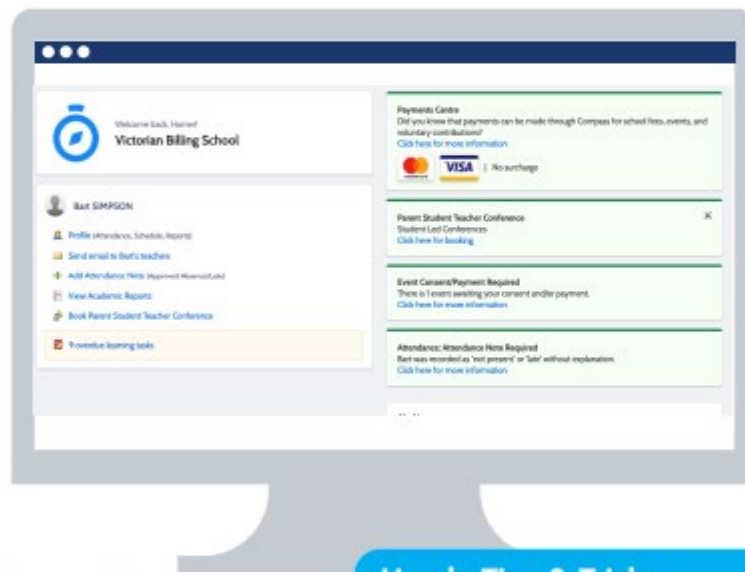 Welcome back, Homer!
Victorian Billing School
Bart SIMPSON
Profile (Attendance, Schedule, Reports)
Send email to Bart's teachers
Add Attendance Note (Approved Absence/Late)
View Academic Reports
Book Parent Student Teacher Conference
9 overdue learning tasks
Payments Centre
Did you know that payments can be made through Compass for school fees, events, and
voluntary contributions?
Click here for more information
VISA | No surcharge
Parent Student Teacher Conference
Student Led Conferences
Click here for booking
Event Consent/Payment Required
There is 1 event awaiting your consent and/or payment.
Click here for more information
Attendance: Attendance Note Required
Bart was recorded as 'not present' or 'late' without explanation.
Click here for more information